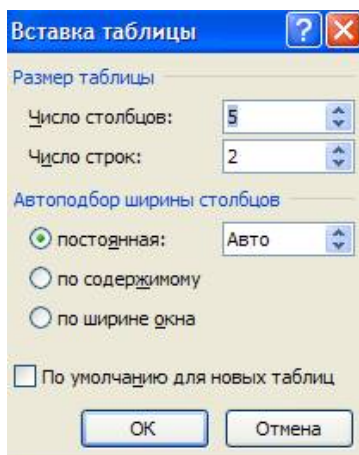 Вставка таблицы
Размер таблицы
Число столбцов: 5
Число строк: 2
Автоподбор ширины столбцов
постоянная: Авто
по содержимому
по ширине окна
По умолчанию для новых таблиц
ОК Отмена